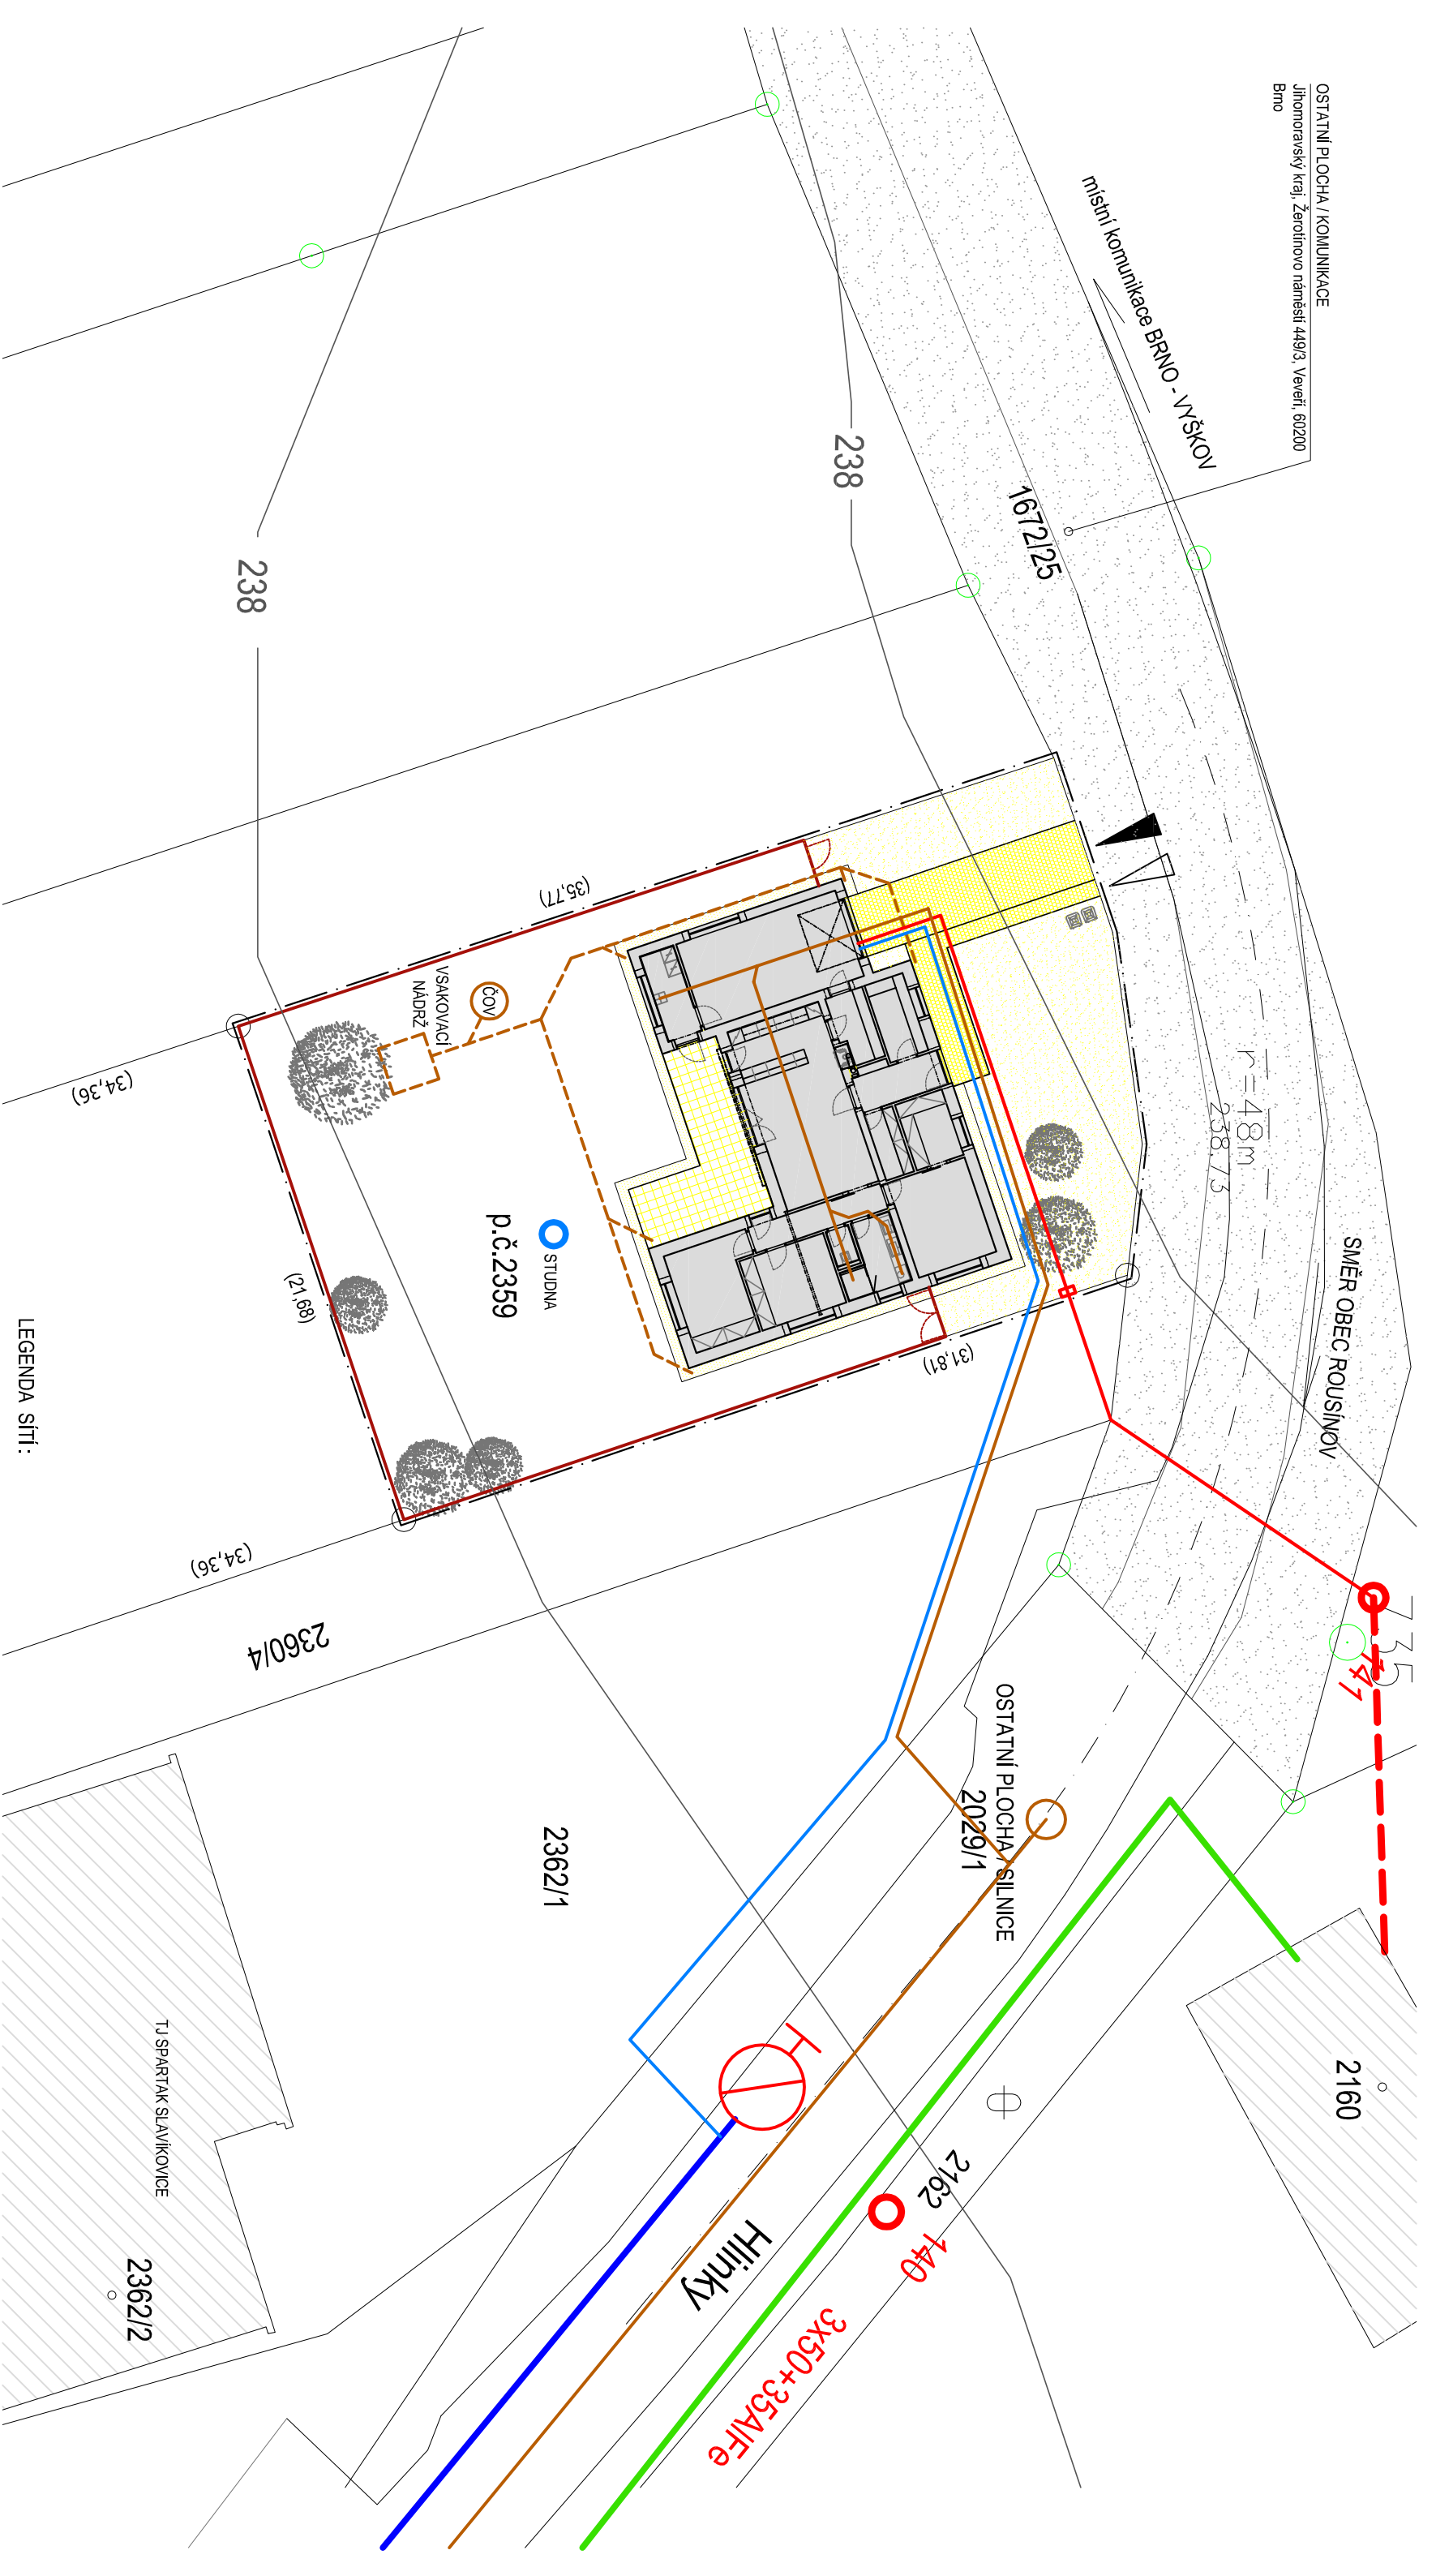 OSTATNÍ PLOCHA / KOMUNIKACE
Jihomoravský kraj, Žerotínovo náměstí 449/3, Veveří, 60200
Brno
místní komunikace BRNO - VYŠKOV
1672/25
238
238
r=48m
238,73
SMĚR OBEC ROUSÍNOV
(35,77)
VSAKOVACÍ
NÁDRŽ
ČOV
STUDNA
p.č.2359
(34,36)
(21,68)
(31,81)
(34,36)
LEGENDA SÍTÍ:
2360/4
735
141
OSTATNÍ PLOCHA / SILNICE
2029/1
2362/1
2160
H
2162
140
Hlinky
3x50+35AlFe
TJ SPARTAK SLAVÍKOVICE
2362/2